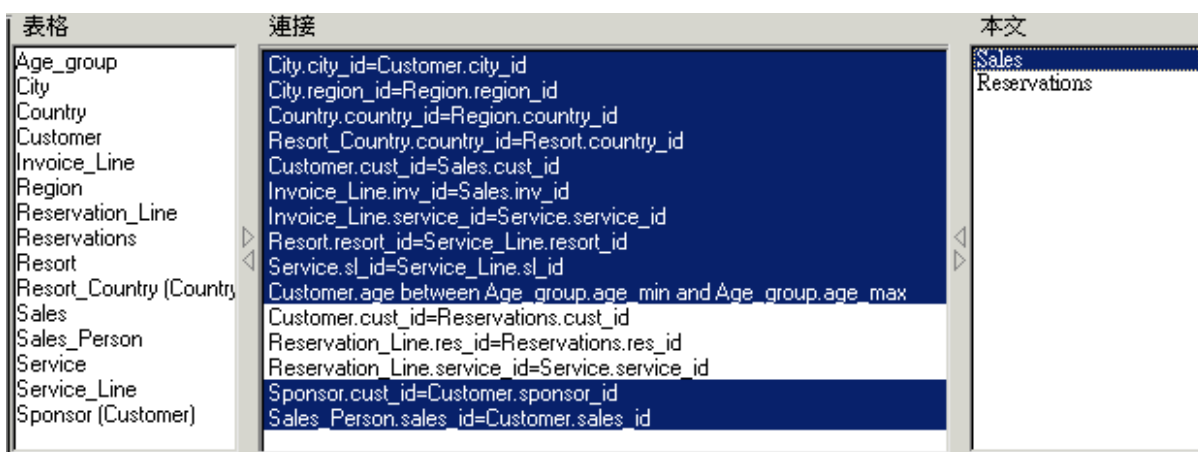 表格
Age_group
City
Country
Customer
Invoice_Line
Region
Reservation_Line
Reservations
Resort
Resort_Country (Country
Sales
Sales_Person
Service
Service_Line
Sponsor (Customer)
連接
City.city_id=Customer.city_id
City.region_id=Region.region_id
Country.country_id=Region.country_id
Resort_Country.country_id=Resort.country_id
Customer.cust_id=Sales.cust_id
Invoice_Line.inv_id=Sales.inv_id
Invoice_Line.service_id=Service.service_id
Resort.resort_id=Service_Line.resort_id
Service.sl_id=Service_Line.sl_id
Customer.age between Age_group.age_min and Age_group.age_max
Customer.cust_id=Reservations.cust_id
Reservation_Line.res_id=Reservations.res_id
Reservation_Line.service_id=Service.service_id
Sponsor.cust_id=Customer.sponsor_id
Sales_Person.sales_id=Customer.sales_id
本文
Sales
Reservations